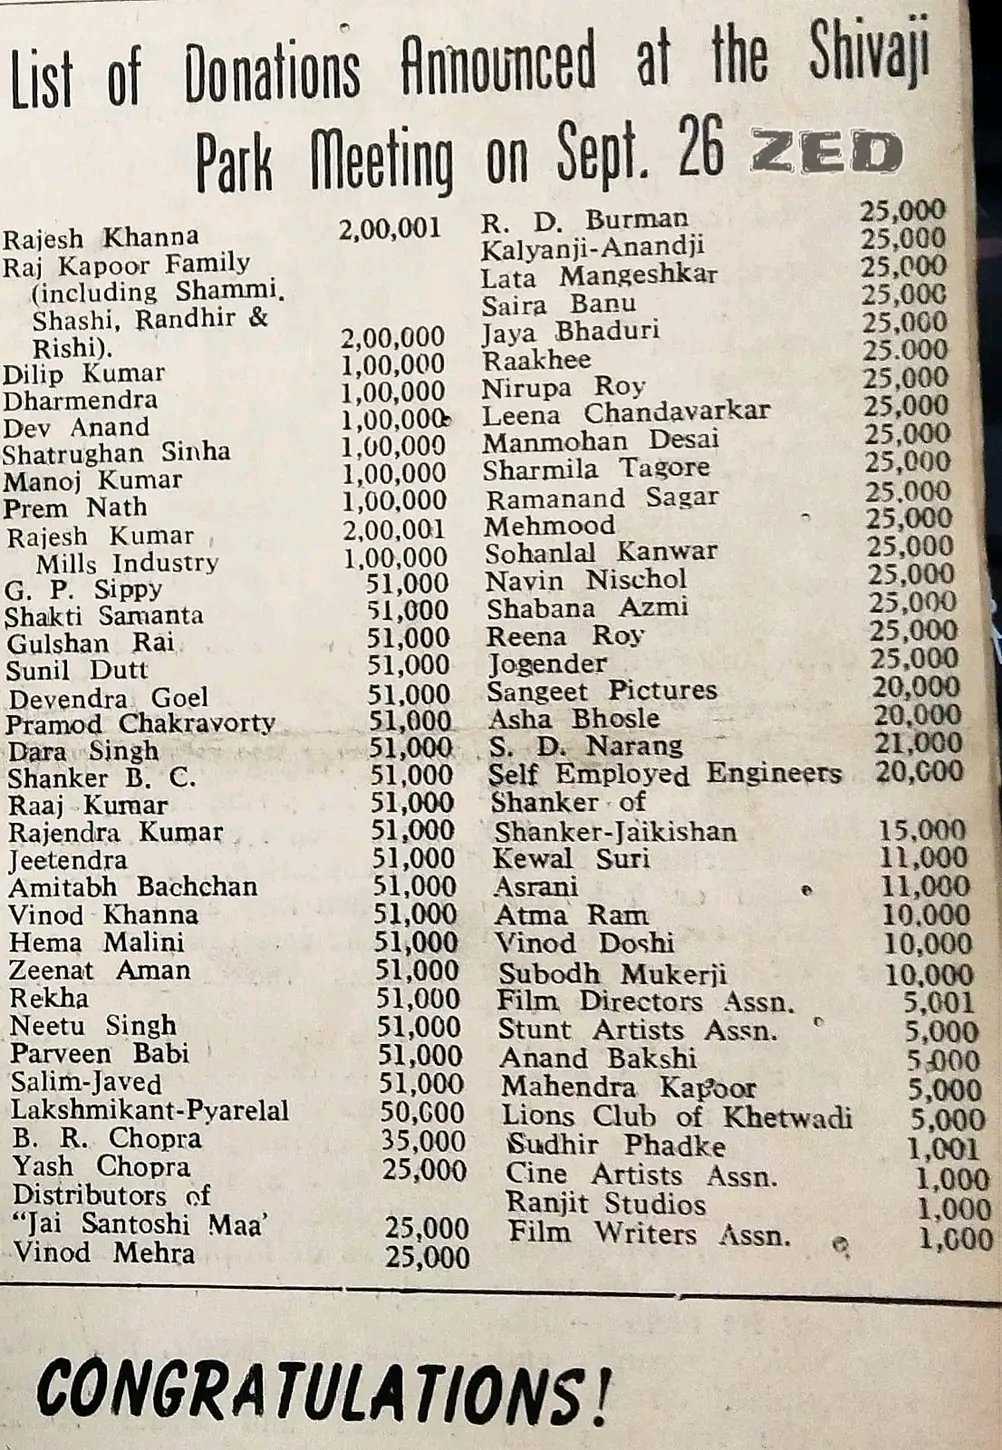 List of Donations Announced at the Shivaji
Park Meeting on Sept. 26 ZED
Rajesh Khanna 2,00,001
Raj Kapoor Family
(including Shammi.
Shashi, Randhir &
Rishi). 2,00,000
Dilip Kumar 1,00,000
Dharmendra 1,00,000
Dev Anand 1,00,000
Shatrughan Sinha 1,00,000
Manoj Kumar 1,00,000
Prem Nath 1,00,000
Rajesh Kumar 2,00,001
Mills Industry 1,00,000
G. P. Sippy 51,000
Shakti Samanta 51,000
Gulshan Rai 51,000
Sunil Dutt 51,000
Devendra Goel 51,000
Pramod Chakravorty 51,000
Dara Singh 51,000
Shanker B. C. 51,000
Raaj Kumar 51,000
Rajendra Kumar 51,000
Jeetendra 51,000
Amitabh Bachchan 51,000
Vinod Khanna 51,000
Hema Malini 51,000
Zeenat Aman 51,000
Rekha 51,000
Neetu Singh 51,000
Parveen Babi 51,000
Salim-Javed 51,000
Lakshmikant-Pyarelal 50,000
B. R. Chopra 35,000
Yash Chopra 25,000
Distributors of
"Jai Santoshi Maa' 25,000
Vinod Mehra 25,000
R. D. Burman 25,000
Kalyanji-Anandji 25,000
Lata Mangeshkar 25,000
Saira Banu 25,000
Jaya Bhaduri 25,000
Raakhee 25.000
Nirupa Roy 25,000
Leena Chandavarkar 25,000
Manmohan Desai 25,000
Sharmila Tagore 25,000
Ramanand Sagar 25.000
Mehmood 25,000
Sohanlal Kanwar 25,000
Navin Nischol 25,000
Shabana Azmi 25,000
Reena Roy 25,000
Jogender 25,000
Sangeet Pictures 20,000
Asha Bhosle 20,000
S. D. Narang 21,000
Self Employed Engineers 20,000
Shanker of
Shanker-Jaikishan 15,000
Kewal Suri 11,000
Asrani 11,000
Atma Ram 10,000
Vinod Doshi 10,000
Subodh Mukerji 10,000
Film Directors Assn. 5,001
Stunt Artists Assn. 5,000
Anand Bakshi 5,000
Mahendra Kapoor 5,000
Lions Club of Khetwadi 5,000
Sudhir Phadke 1,001
Cine Artists Assn. 1,000
Ranjit Studios 1,000
Film Writers Assn. 1,000
CONGRATULATIONS!